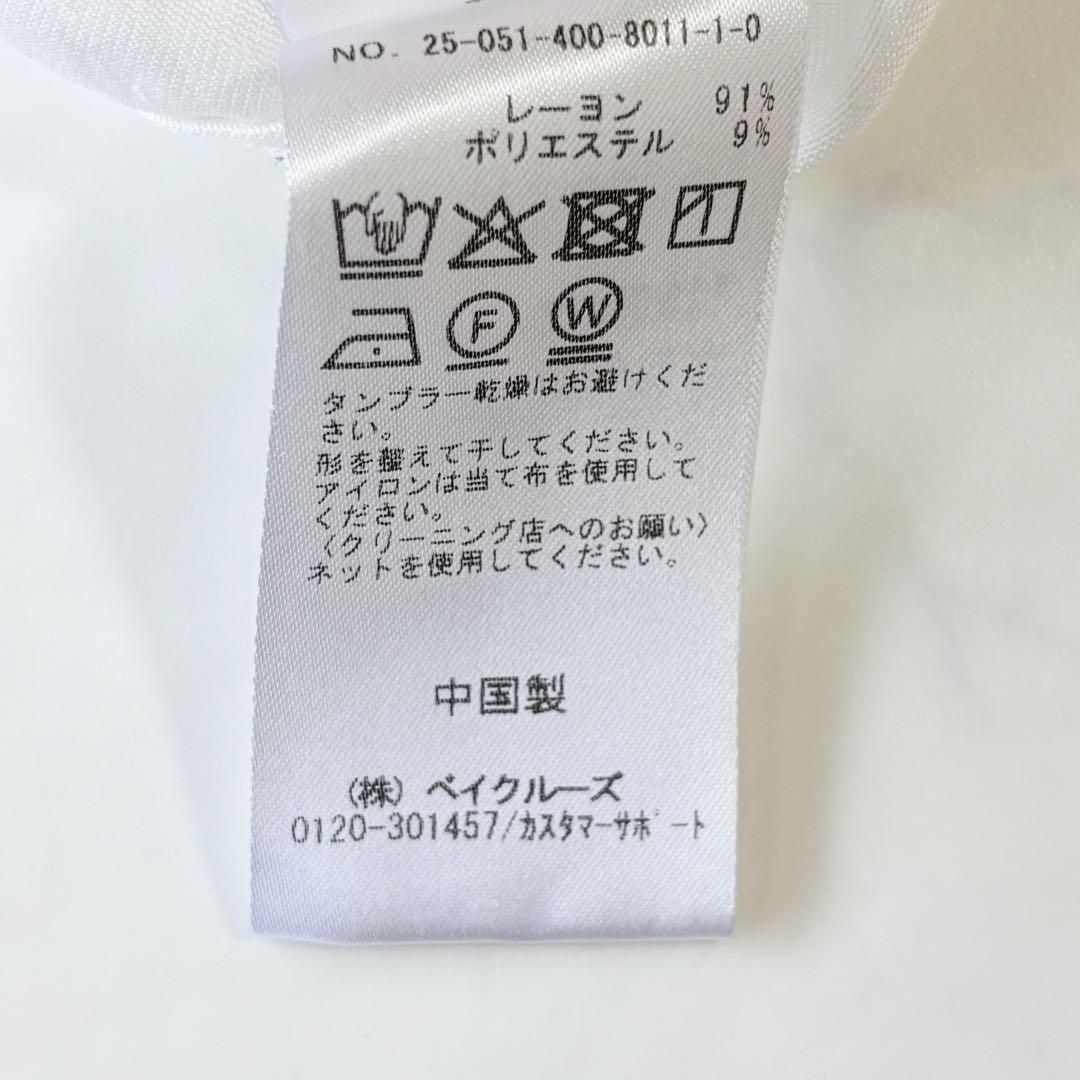 NO. 25-051-400-8011-1-0
レーヨン 91%
ポリエステル 9%
F W
タンブラー乾燥はお避けくだ
さい。
形を整えて干してください。
アイロンは当て布を使用して
ください。
〈クリーニング店へのお願い〉
ネットを使用してください。
中国製
(株) ベイクルーズ
0120-301457/カスタマーサポート